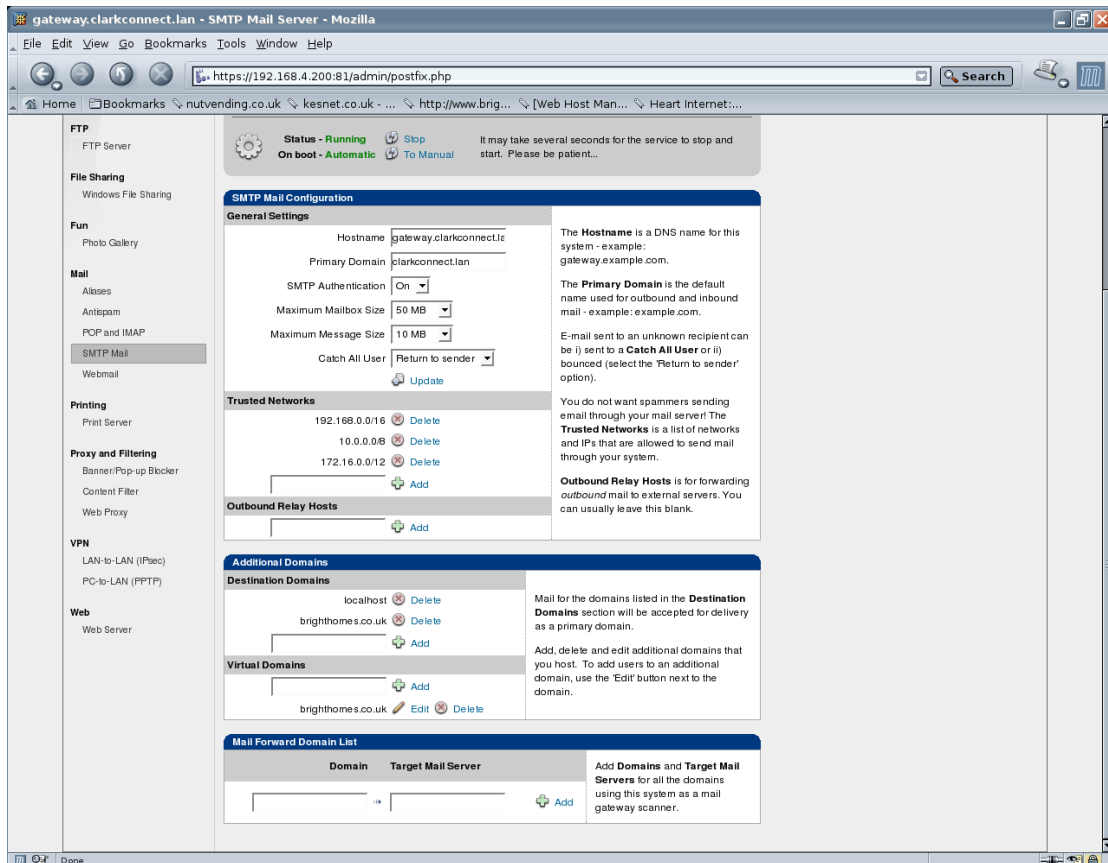 gateway.clarkconnect.lan - SMTP Mail Server - Mozilla
File Edit View Go Bookmarks Tools Window Help
https://192.168.4.200:81/admin/postfix.php
Search
Home Bookmarks nutvending.co.uk kesnet.co.uk - ... http://www.brig... [Web Host Man... Heart Internet:...
FTP
FTP Server
File Sharing
Windows File Sharing
Fun
Photo Gallery
Mail
Aliases
Antispam
POP and IMAP
SMTP Mail
Webmail
Printing
Print Server
Proxy and Filtering
Banner/Pop-up Blocker
Content Filter
Web Proxy
VPN
LAN-to-LAN (IPsec)
PC-to-LAN (PPTP)
Web
Web Server
Status - Running Stop
On boot - Automatic To Manual
It may take several seconds for the service to stop and
start. Please be patient...
SMTP Mail Configuration
General Settings
Hostname gateway.clarkconnect.la
Primary Domain clarkconnect.lan
SMTP Authentication On
Maximum Mailbox Size 50 MB
Maximum Message Size 10 MB
Catch All User Return to sender
Update
Trusted Networks
192.168.0.0/16 Delete
10.0.0.0/8 Delete
172.16.0.0/12 Delete
Add
Outbound Relay Hosts
Add
The Hostname is a DNS name for this
system - example:
gateway.example.com.
The Primary Domain is the default
name used for outbound and inbound
mail - example: example.com.
E-mail sent to an unknown recipient can
be i) sent to a Catch All User or ii)
bounced (select the 'Return to sender'
option).
You do not want spammers sending
email through your mail server! The
Trusted Networks is a list of networks
and IPs that are allowed to send mail
through your system.
Outbound Relay Hosts is for forwarding
outbound mail to external servers. You
can usually leave this blank.
Additional Domains
Destination Domains
localhost Delete
brighthomes.co.uk Delete
Add
Virtual Domains
Add
brighthomes.co.uk Edit Delete
Mail for the domains listed in the Destination
Domains section will be accepted for delivery
as a primary domain.
Add, delete and edit additional domains that
you host. To add users to an additional
domain, use the 'Edit' button next to the
domain.
Mail Forward Domain List
Domain Target Mail Server
Add
Add Domains and Target Mail
Servers for all the domains
using this system as a mail
gateway scanner.
Done